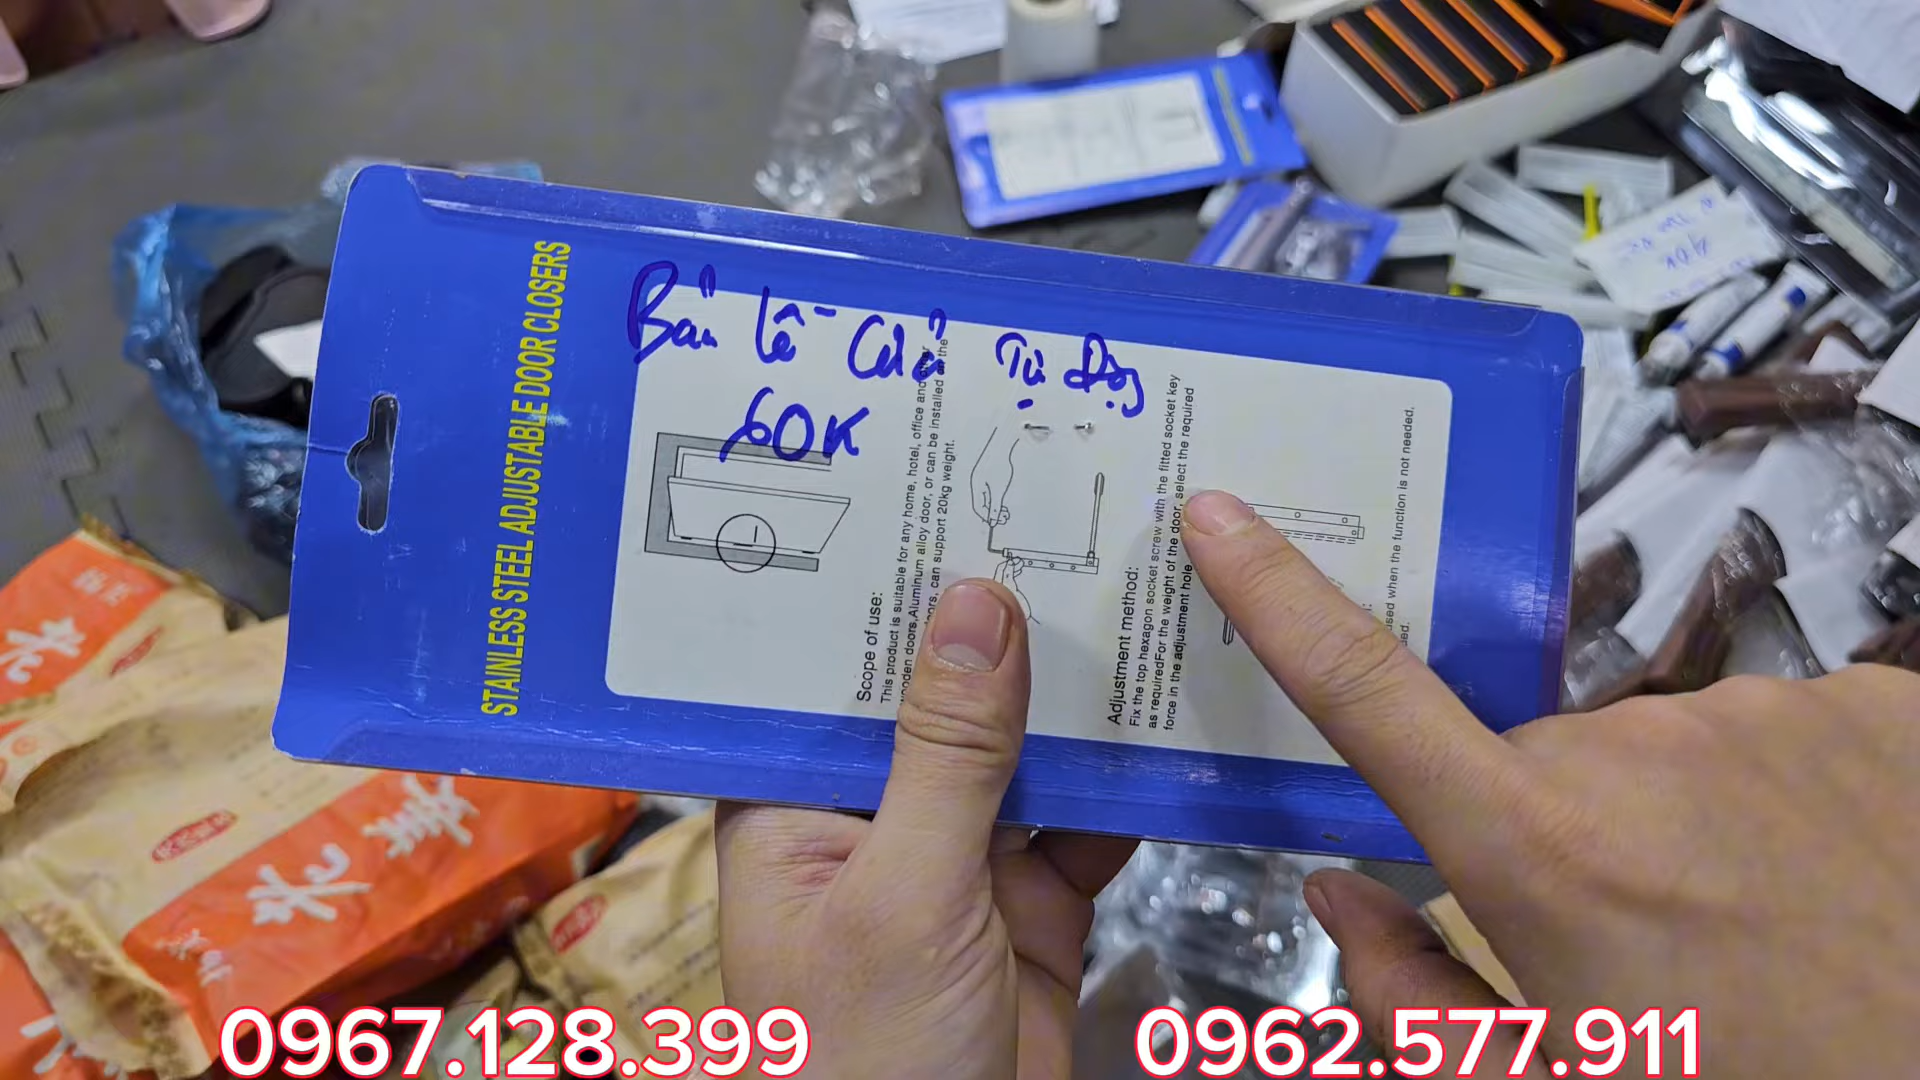 STAINLESS STEEL ADJUSTABLE DOOR CLOSERS
Bản lề Cửa Tự Động
60K
Scope of use:
This product is suitable for any home, hotel, office and
wooden doors,Aluminum alloy door, or can be installed on the
doors, can support 20kg weight.
Adjustment method:
Fix the top hexagon socket screw with the fitted socket key
as requiredFor the weight of the door, select the required
force in the adjustment hole
used when the function is not needed.
40K
0967.128.399
0962.577.911